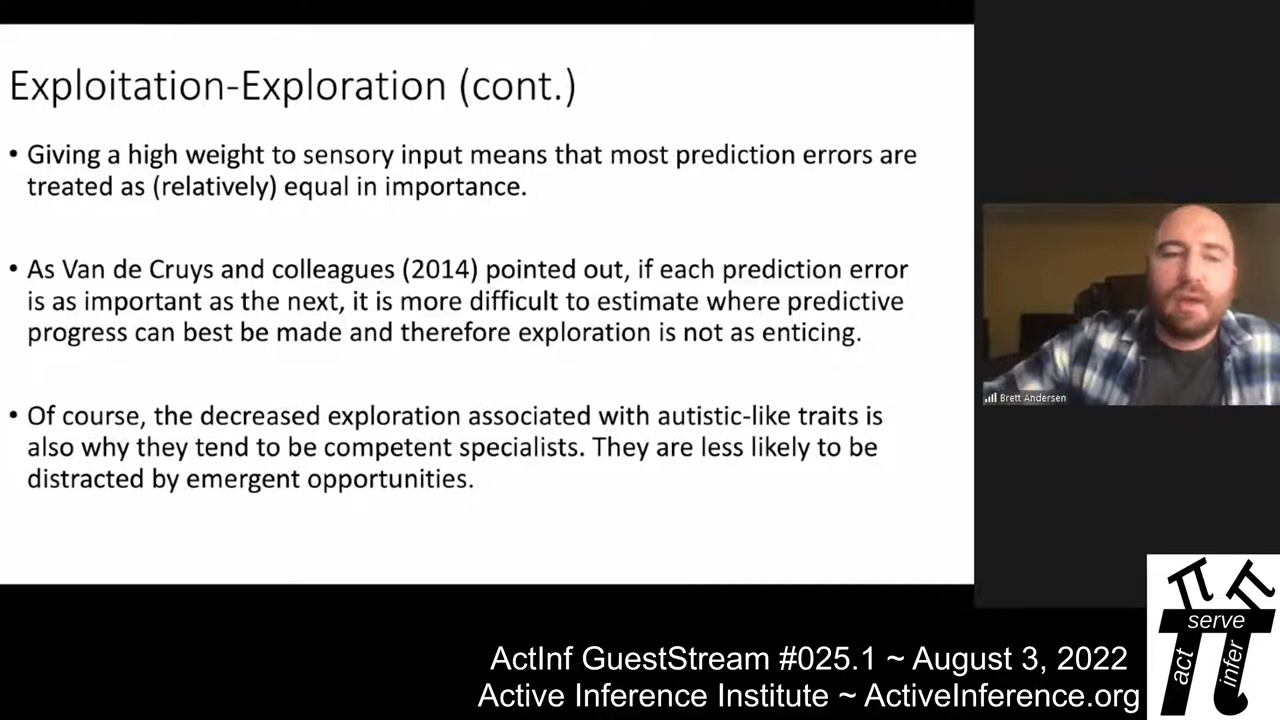 Exploitation-Exploration (cont.)
• Giving a high weight to sensory input means that most prediction errors are
treated as (relatively) equal in importance.
• As Van de Cruys and colleagues (2014) pointed out, if each prediction error
is as important as the next, it is more difficult to estimate where predictive
progress can best be made and therefore exploration is not as enticing.
• Of course, the decreased exploration associated with autistic-like traits is
also why they tend to be competent specialists. They are less likely to be
distracted by emergent opportunities.
Brett Andersen
ActInf GuestStream #025.1 ~ August 3, 2022
Active Inference Institute ~ ActiveInference.org
π π
serve
act
infer